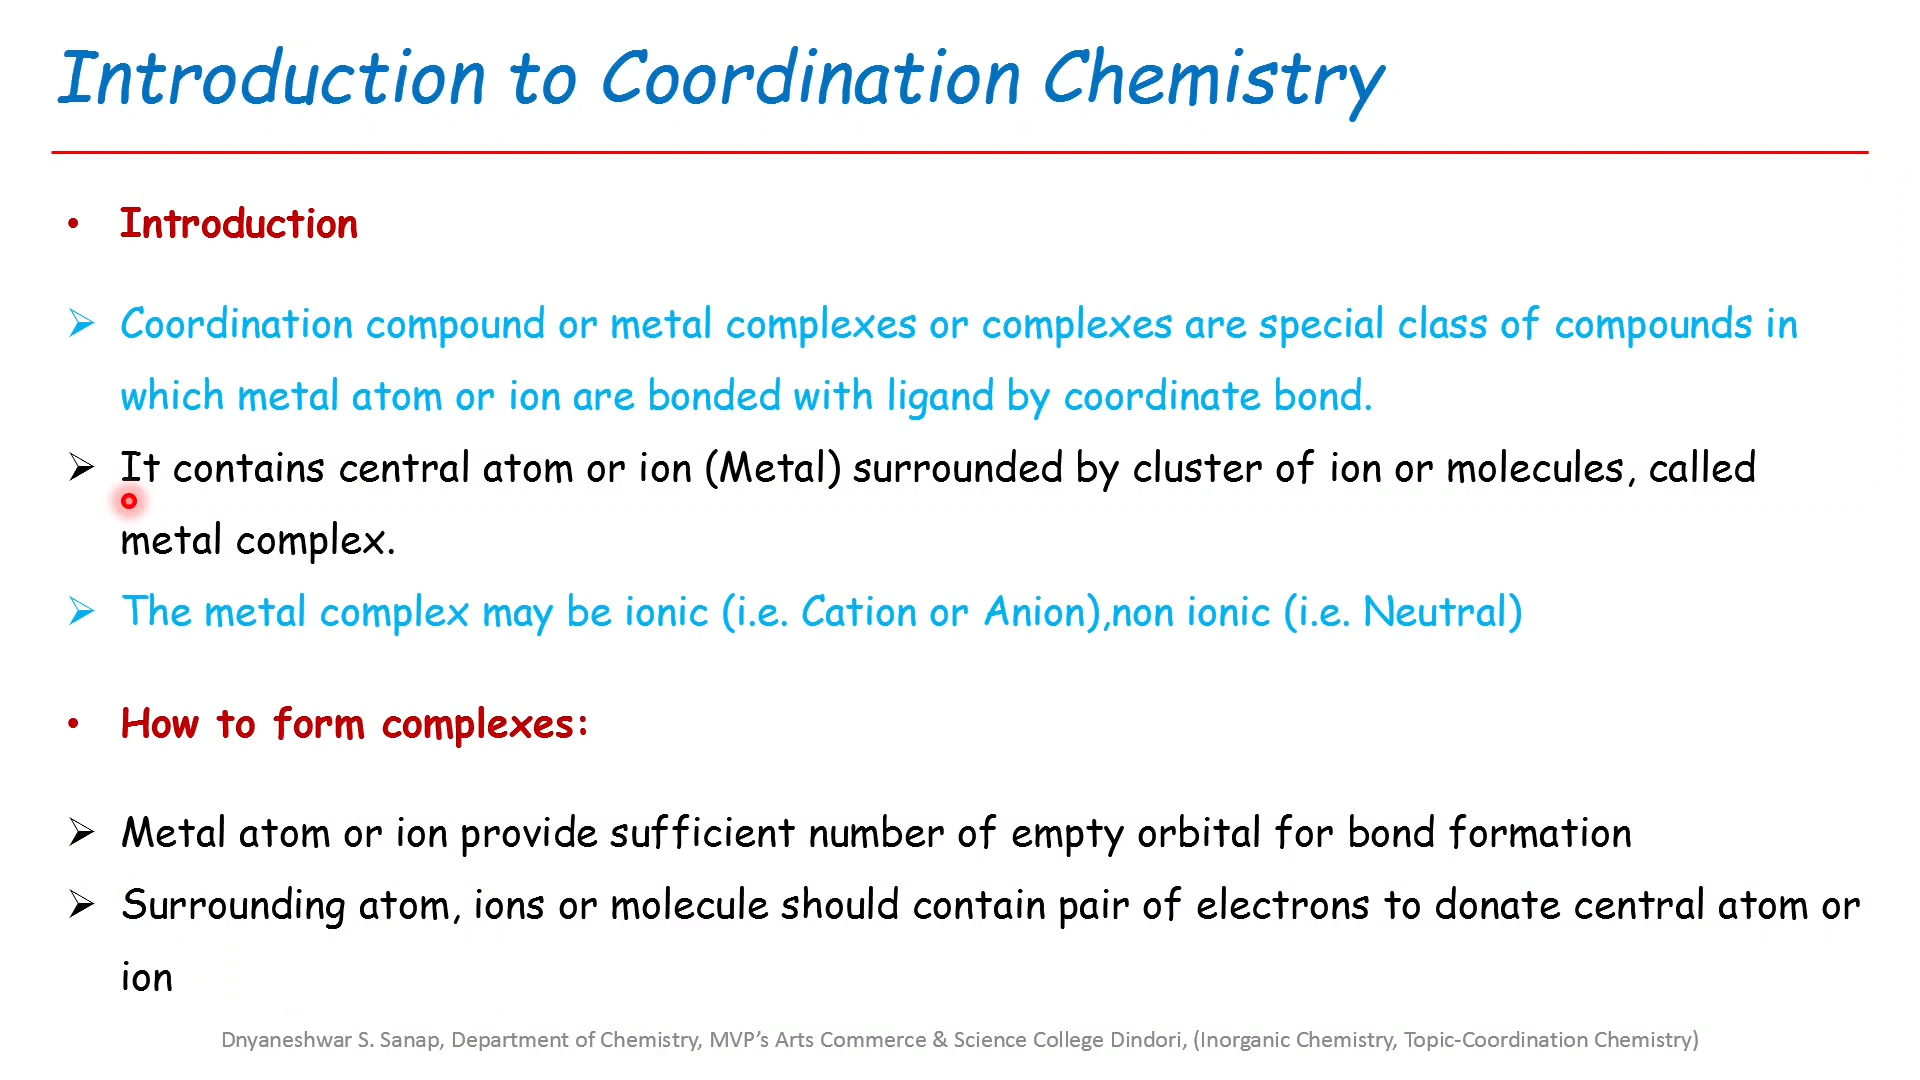 Introduction to Coordination Chemistry
• Introduction
➢ Coordination compound or metal complexes or complexes are special class of compounds in
which metal atom or ion are bonded with ligand by coordinate bond.
➢ It contains central atom or ion (Metal) surrounded by cluster of ion or molecules, called
metal complex.
➢ The metal complex may be ionic (i.e. Cation or Anion),non ionic (i.e. Neutral)
• How to form complexes:
➢ Metal atom or ion provide sufficient number of empty orbital for bond formation
➢ Surrounding atom, ions or molecule should contain pair of electrons to donate central atom or
ion
Dnyaneshwar S. Sanap, Department of Chemistry, MVP’s Arts Commerce & Science College Dindori, (Inorganic Chemistry, Topic-Coordination Chemistry)